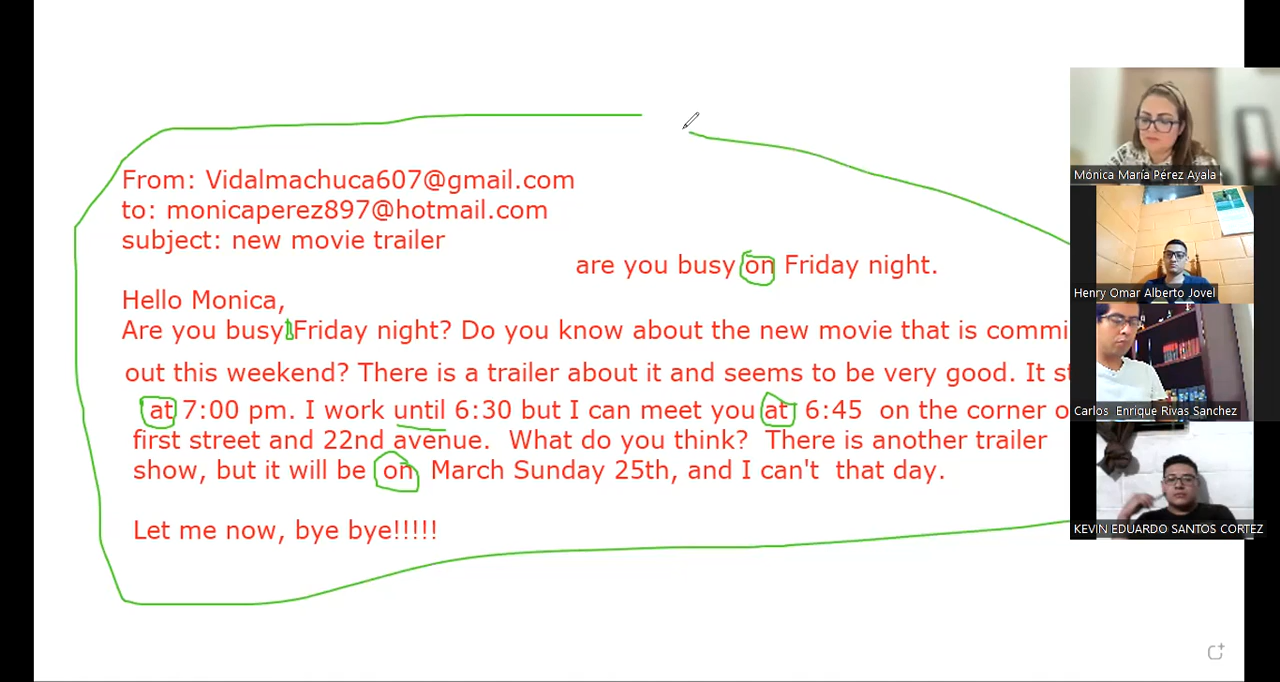 From: Vidalmachuca607@gmail.com
to: monicaperez897@hotmail.com
subject: new movie trailer
are you busy on Friday night.
Hello Monica,
Are you busy Friday night? Do you know about the new movie that is commi
out this weekend? There is a trailer about it and seems to be very good. It st
at 7:00 pm. I work until 6:30 but I can meet you at 6:45 on the corner o
first street and 22nd avenue. What do you think? There is another trailer
show, but it will be on March Sunday 25th, and I can't that day.
Let me now, bye bye!!!!!
Mónica María Pérez Ayala
Henry Omar Alberto Jovel
Carlos Enrique Rivas Sanchez
KEVIN EDUARDO SANTOS CORTEZ